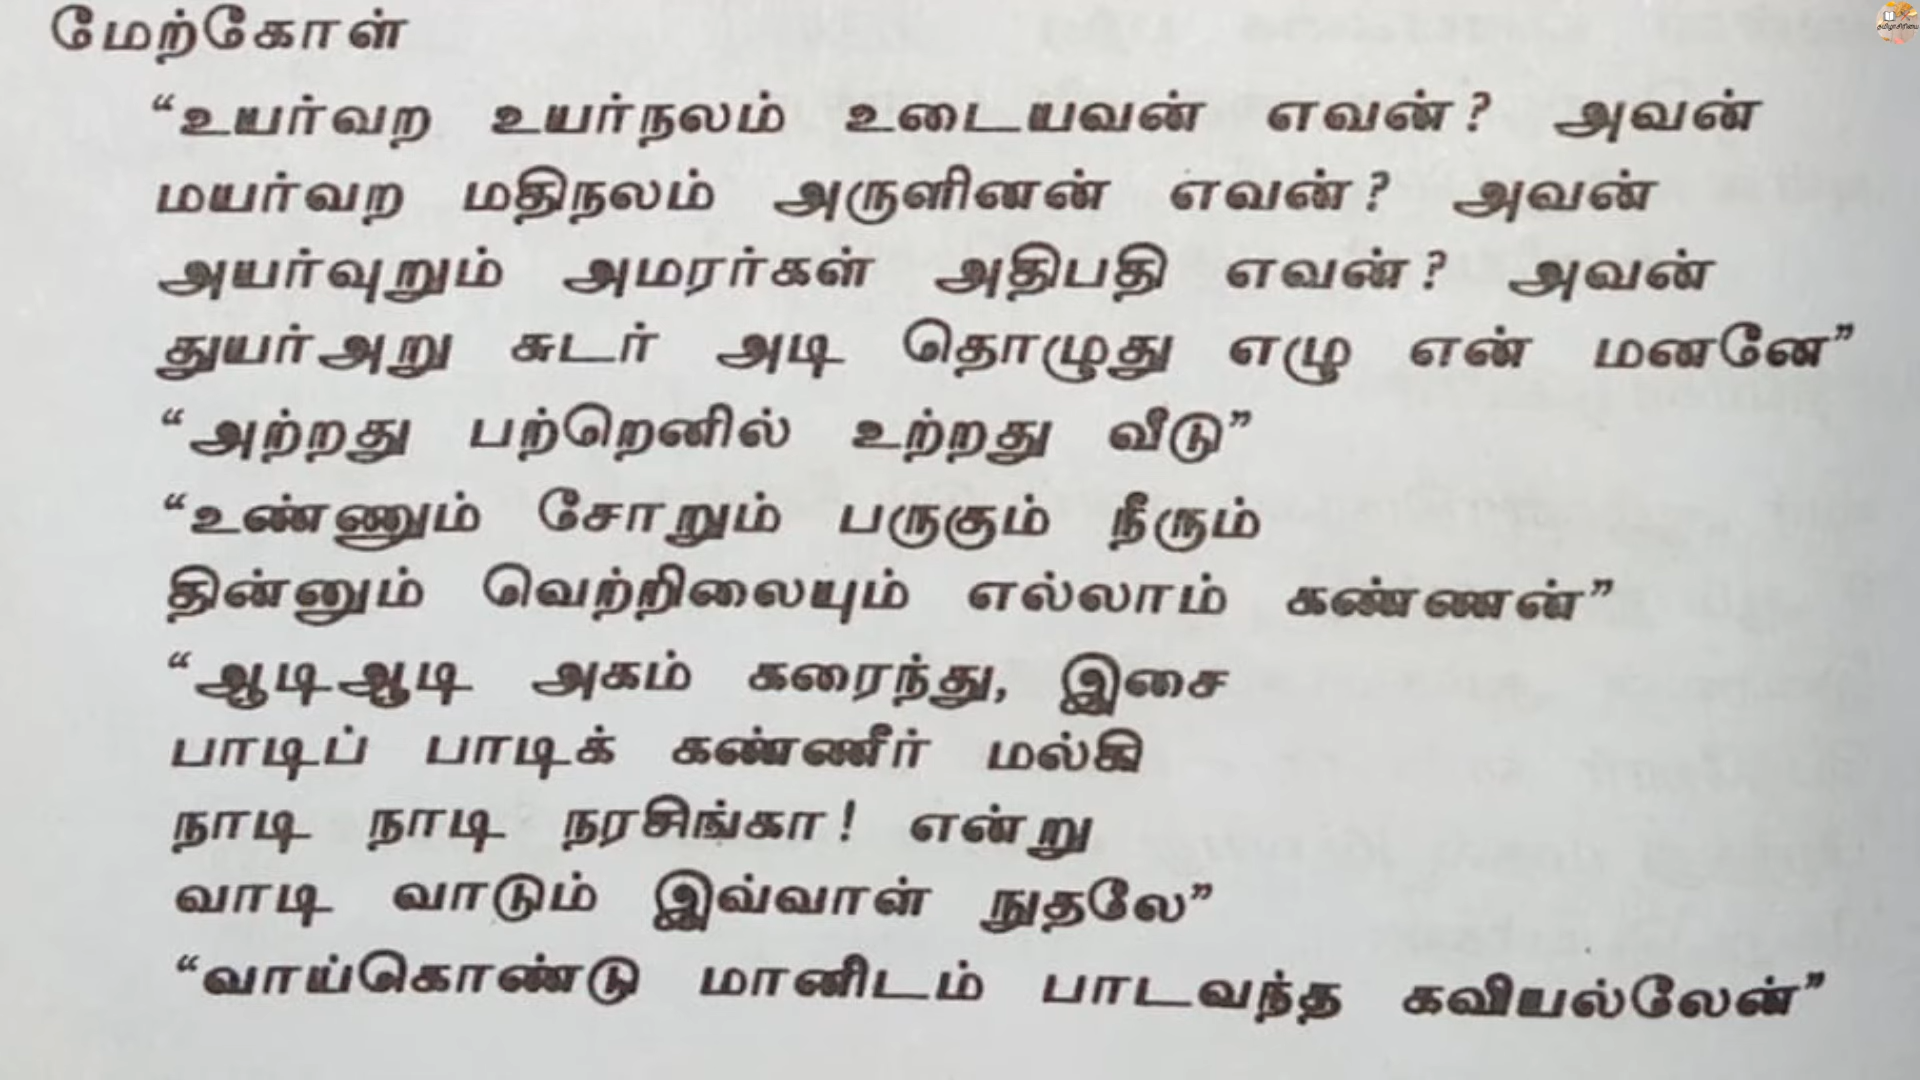 மேற்கோள்
“உயர்வற உயர்நலம் உடையவன் எவன்? அவன்
மயர்வற மதிநலம் அருளினன் எவன்? அவன்
அயர்வுறும் அமரர்கள் அதிபதி எவன்? அவன்
துயர்அறு சுடர் அடி தொழுது எழு என் மனனே”
“அற்றது பற்றெனில் உற்றது வீடு”
“உண்ணும் சோறும் பருகும் நீரும்
தின்னும் வெற்றிலையும் எல்லாம் கண்ணன்”
“ஆடிஆடி அகம் கரைந்து, இசை
பாடிப் பாடிக் கண்ணீர் மல்கி
நாடி நாடி நரசிங்கா! என்று
வாடி வாடும் இவ்வாள் நுதலே”
“வாய்கொண்டு மானிடம் பாடவந்த கவியல்லேன்”